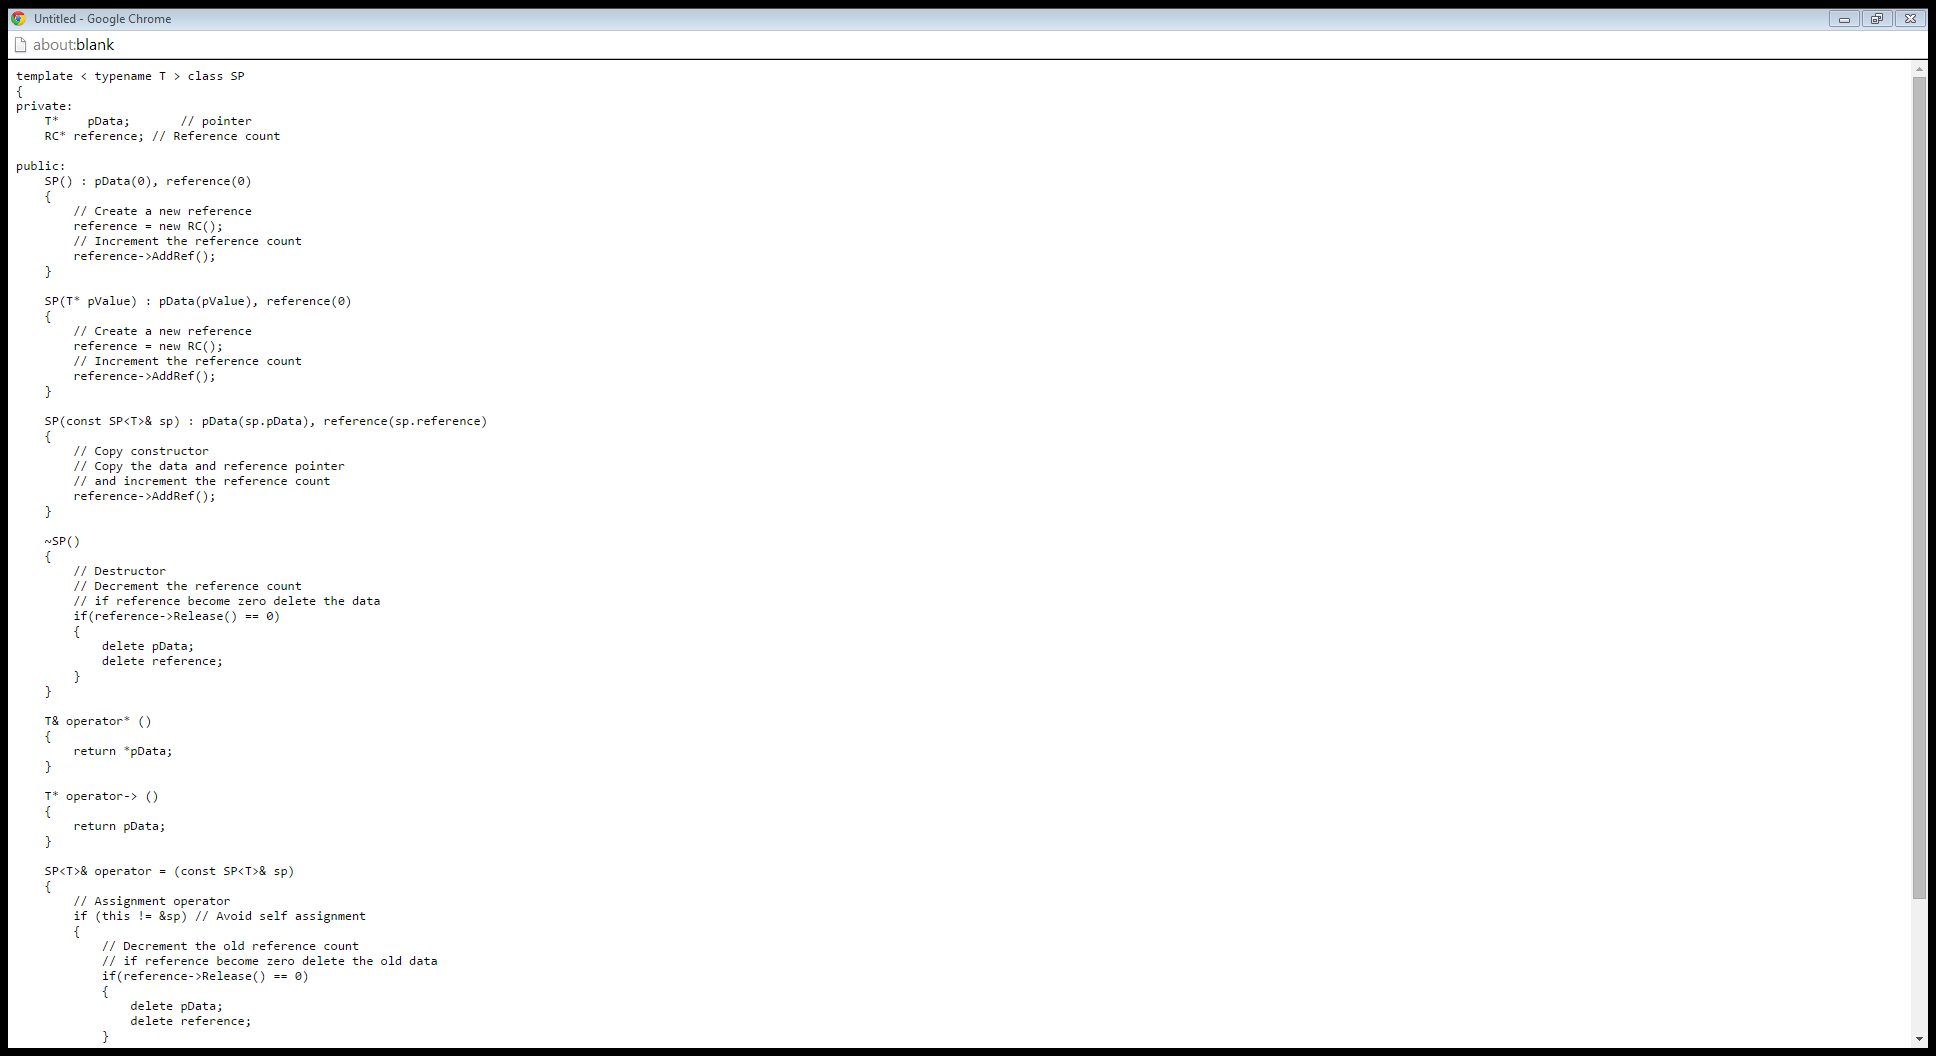 Untitled - Google Chrome
about:blank
template < typename T > class SP
{
private:
    T*    pData;       // pointer
    RC* reference; // Reference count

public:
    SP() : pData(0), reference(0)
    {
        // Create a new reference
        reference = new RC();
        // Increment the reference count
        reference->AddRef();
    }

    SP(T* pValue) : pData(pValue), reference(0)
    {
        // Create a new reference
        reference = new RC();
        // Increment the reference count
        reference->AddRef();
    }

    SP(const SP<T>& sp) : pData(sp.pData), reference(sp.reference)
    {
        // Copy constructor
        // Copy the data and reference pointer
        // and increment the reference count
        reference->AddRef();
    }

    ~SP()
    {
        // Destructor
        // Decrement the reference count
        // if reference become zero delete the data
        if(reference->Release() == 0)
        {
            delete pData;
            delete reference;
        }
    }

    T& operator* ()
    {
        return *pData;
    }

    T* operator-> ()
    {
        return pData;
    }

    SP<T>& operator = (const SP<T>& sp)
    {
        // Assignment operator
        if (this != &sp) // Avoid self assignment
        {
            // Decrement the old reference count
            // if reference become zero delete the old data
            if(reference->Release() == 0)
            {
                delete pData;
                delete reference;
            }